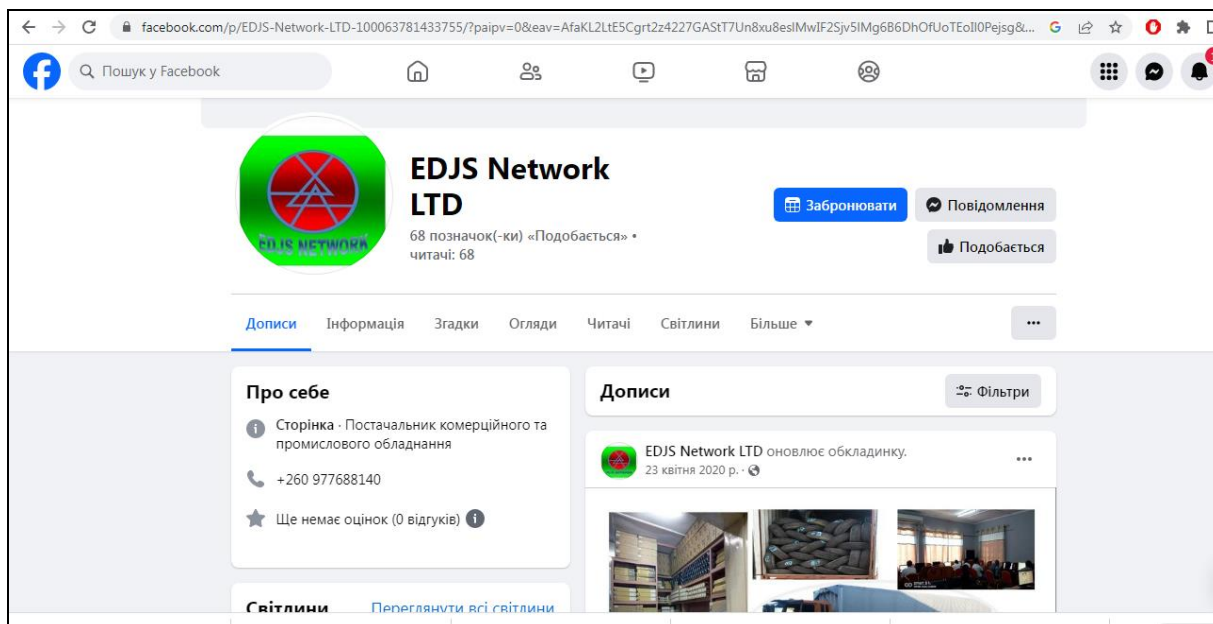 facebook.com/p/EDJS-Network-LTD-100063781433755/?paipv=0&eav=AfaKL2LtE5Cgrt2z4227GAStT7Un8xu8eslMwIF2Sjv5IMg6B6DhOfUoTEoIl0Pejsg&...
Пошук у Facebook
EDJS NETWORK
EDJS Network
LTD
68 позначок(-ки) «Подобається» •
читачі: 68
Забронювати
Повідомлення
Подобається
Дописи Інформація Згадки Огляди Читачі Світлини Більше
Про себе
Сторінка · Постачальник комерційного та
промислового обладнання
+260 977688140
Ще немає оцінок (0 відгуків)
Світлини Переглянути всі світлини
Дописи
Фільтри
EDJS Network LTD оновлює обкладинку.
23 квітня 2020 р. ·